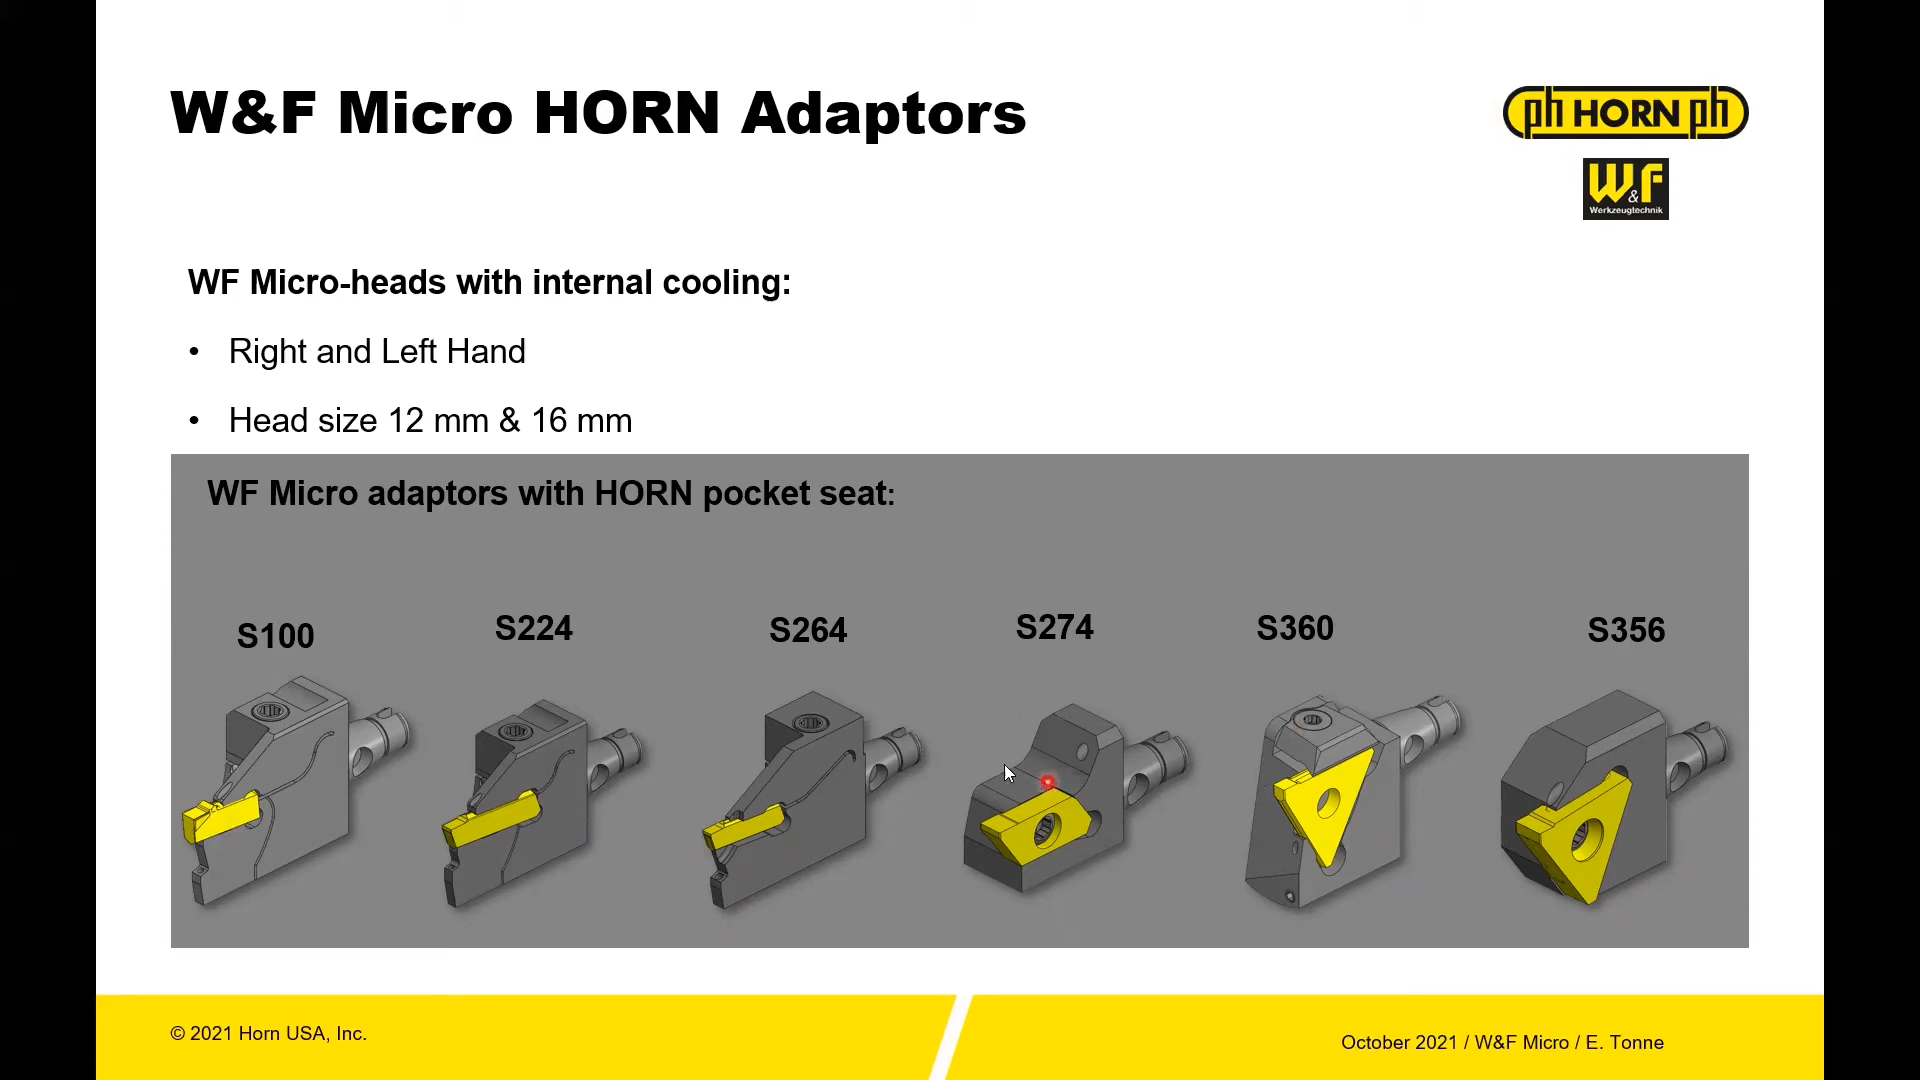 W&F Micro HORN Adaptors
ph HORN ph
W&F
Werkzeugtechnik
WF Micro-heads with internal cooling:
• Right and Left Hand
• Head size 12 mm & 16 mm
WF Micro adaptors with HORN pocket seat:
S100 S224 S264 S274 S360 S356
© 2021 Horn USA, Inc.
October 2021 / W&F Micro / E. Tonne